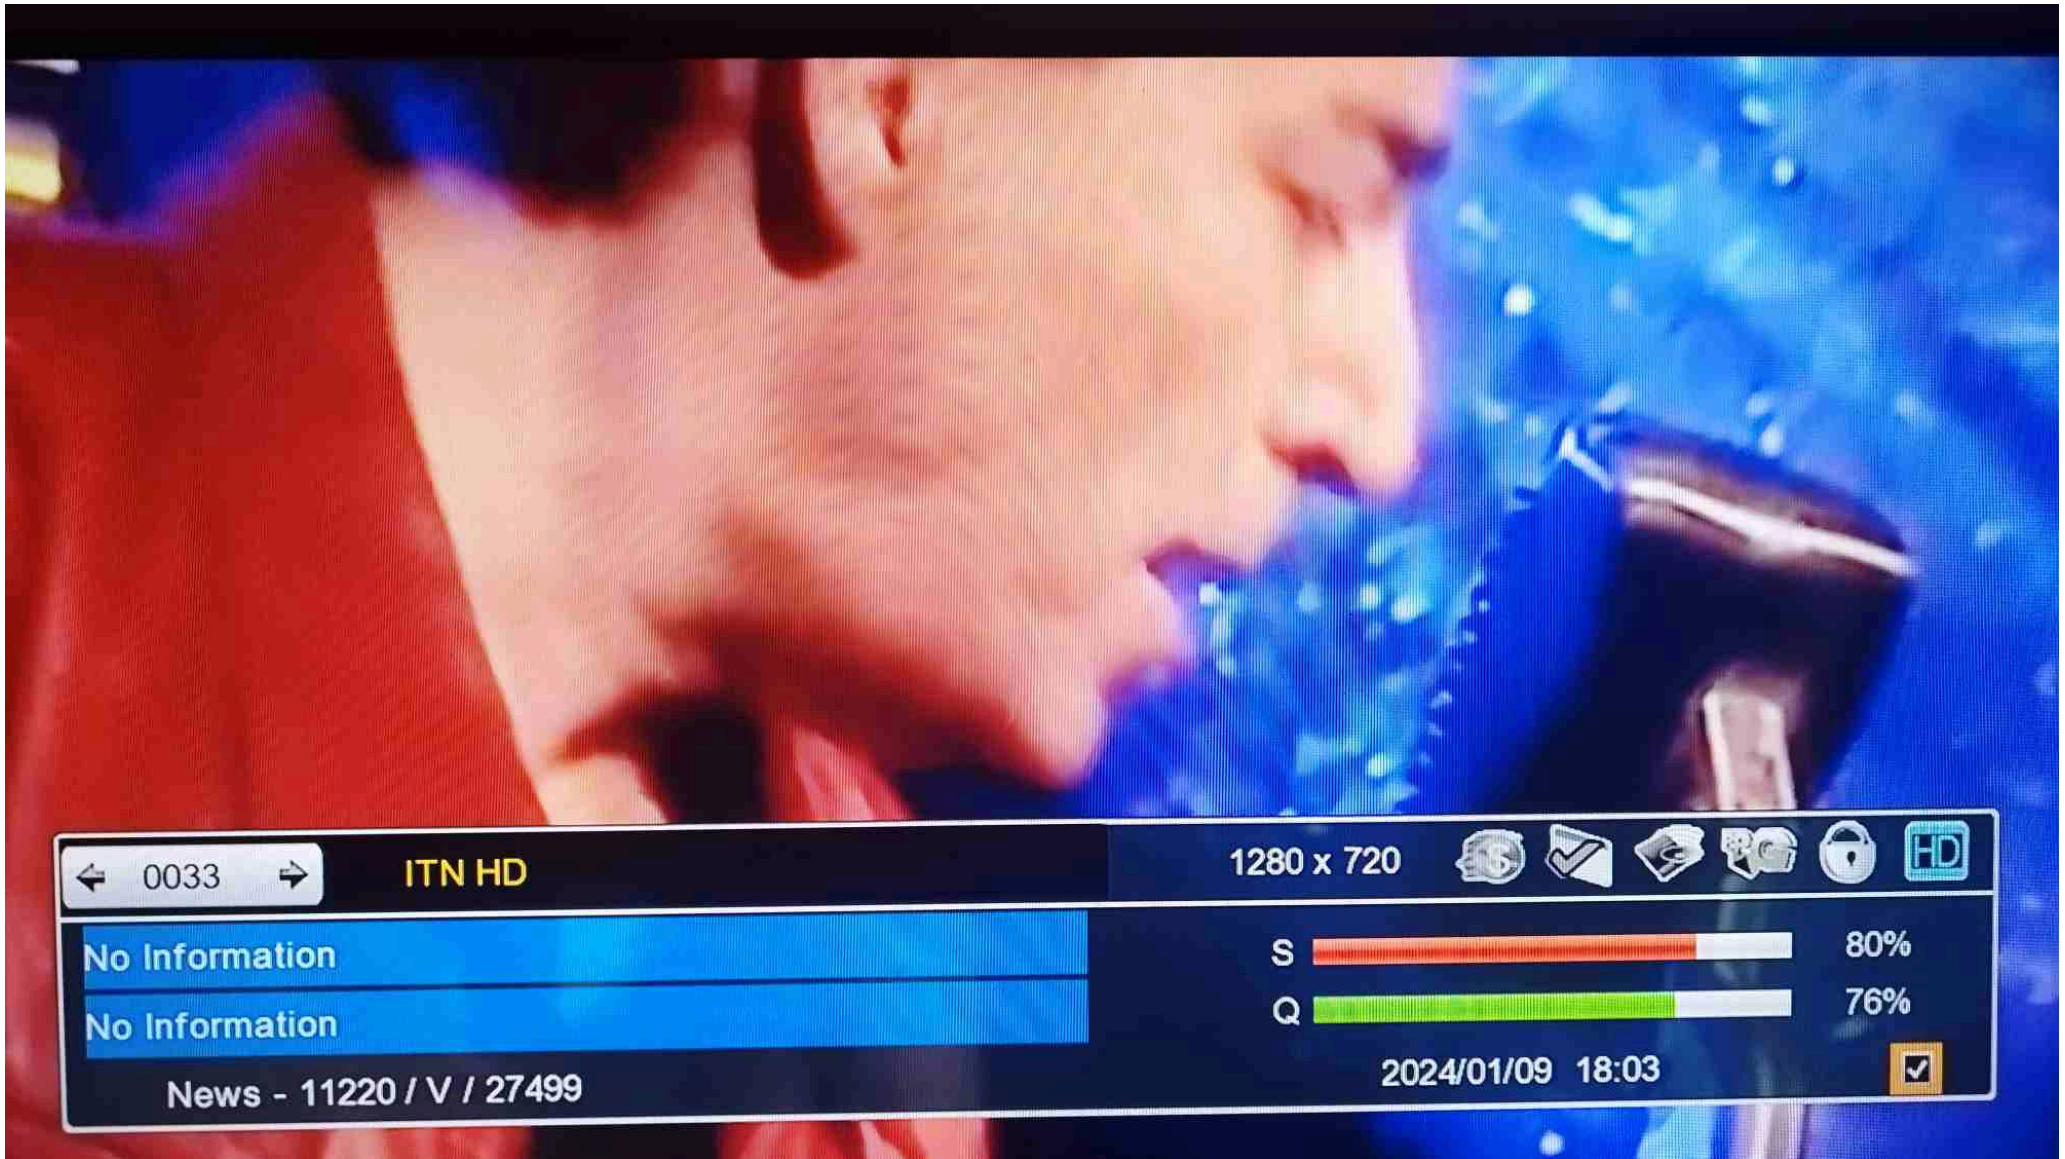 0033 ITN HD 1280 x 720 HD
No Information S 80%
No Information Q 76%
News - 11220 / V / 27499 2024/01/09 18:03